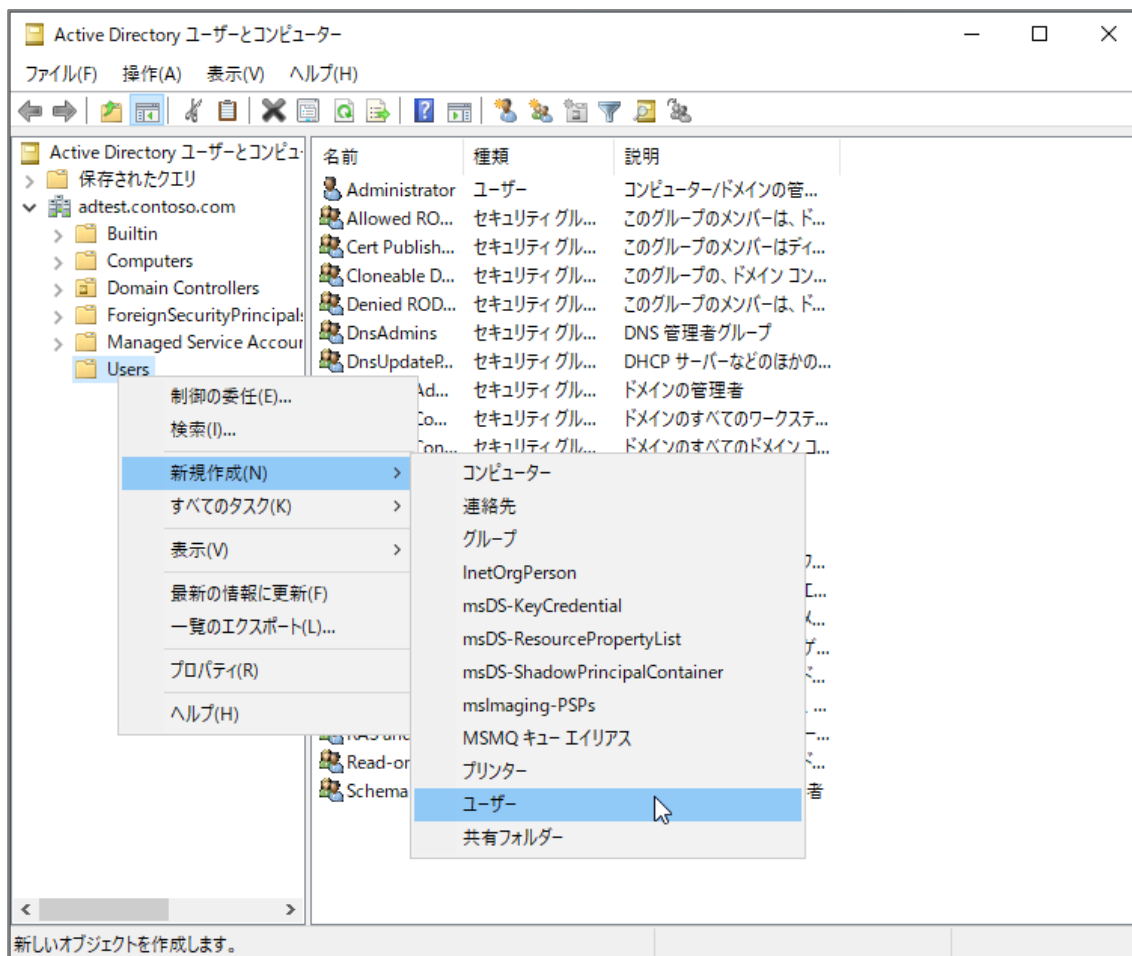 Active Directory ユーザーとコンピューター
ファイル(F) 操作(A) 表示(V) ヘルプ(H)
Active Directory ユーザーとコンピュ
保存されたクエリ
adtest.contoso.com
Builtin
Computers
Domain Controllers
ForeignSecurityPrincipals
Managed Service Accour
Users
名前 種類 説明
Administrator ユーザー コンピューター/ドメインの管...
Allowed RO... セキュリティ グル... このグループのメンバーは、ド...
Cert Publish... セキュリティ グル... このグループのメンバーはディ...
Cloneable D... セキュリティ グル... このグループの、ドメイン コン...
Denied ROD... セキュリティ グル... このグループのメンバーは、ド...
DnsAdmins セキュリティ グル... DNS 管理者グループ
DnsUpdateP... セキュリティ グル... DHCP サーバーなどのほかの...
Ad... セキュリティ グル... ドメインの管理者
Co... セキュリティ グル... ドメインのすべてのワークステ...
Con... セキュリティ グル... ドメインのすべてのドメイン コ...
Read-or
Schema 者
制御の委任(E)...
検索(I)...
新規作成(N)
すべてのタスク(K)
表示(V)
最新の情報に更新(F)
一覧のエクスポート(L)...
プロパティ(R)
ヘルプ(H)
コンピューター
連絡先
グループ
InetOrgPerson
msDS-KeyCredential
msDS-ResourcePropertyList
msDS-ShadowPrincipalContainer
msImaging-PSPs
MSMQ キュー エイリアス
プリンター
ユーザー
共有フォルダー
新しいオブジェクトを作成します。